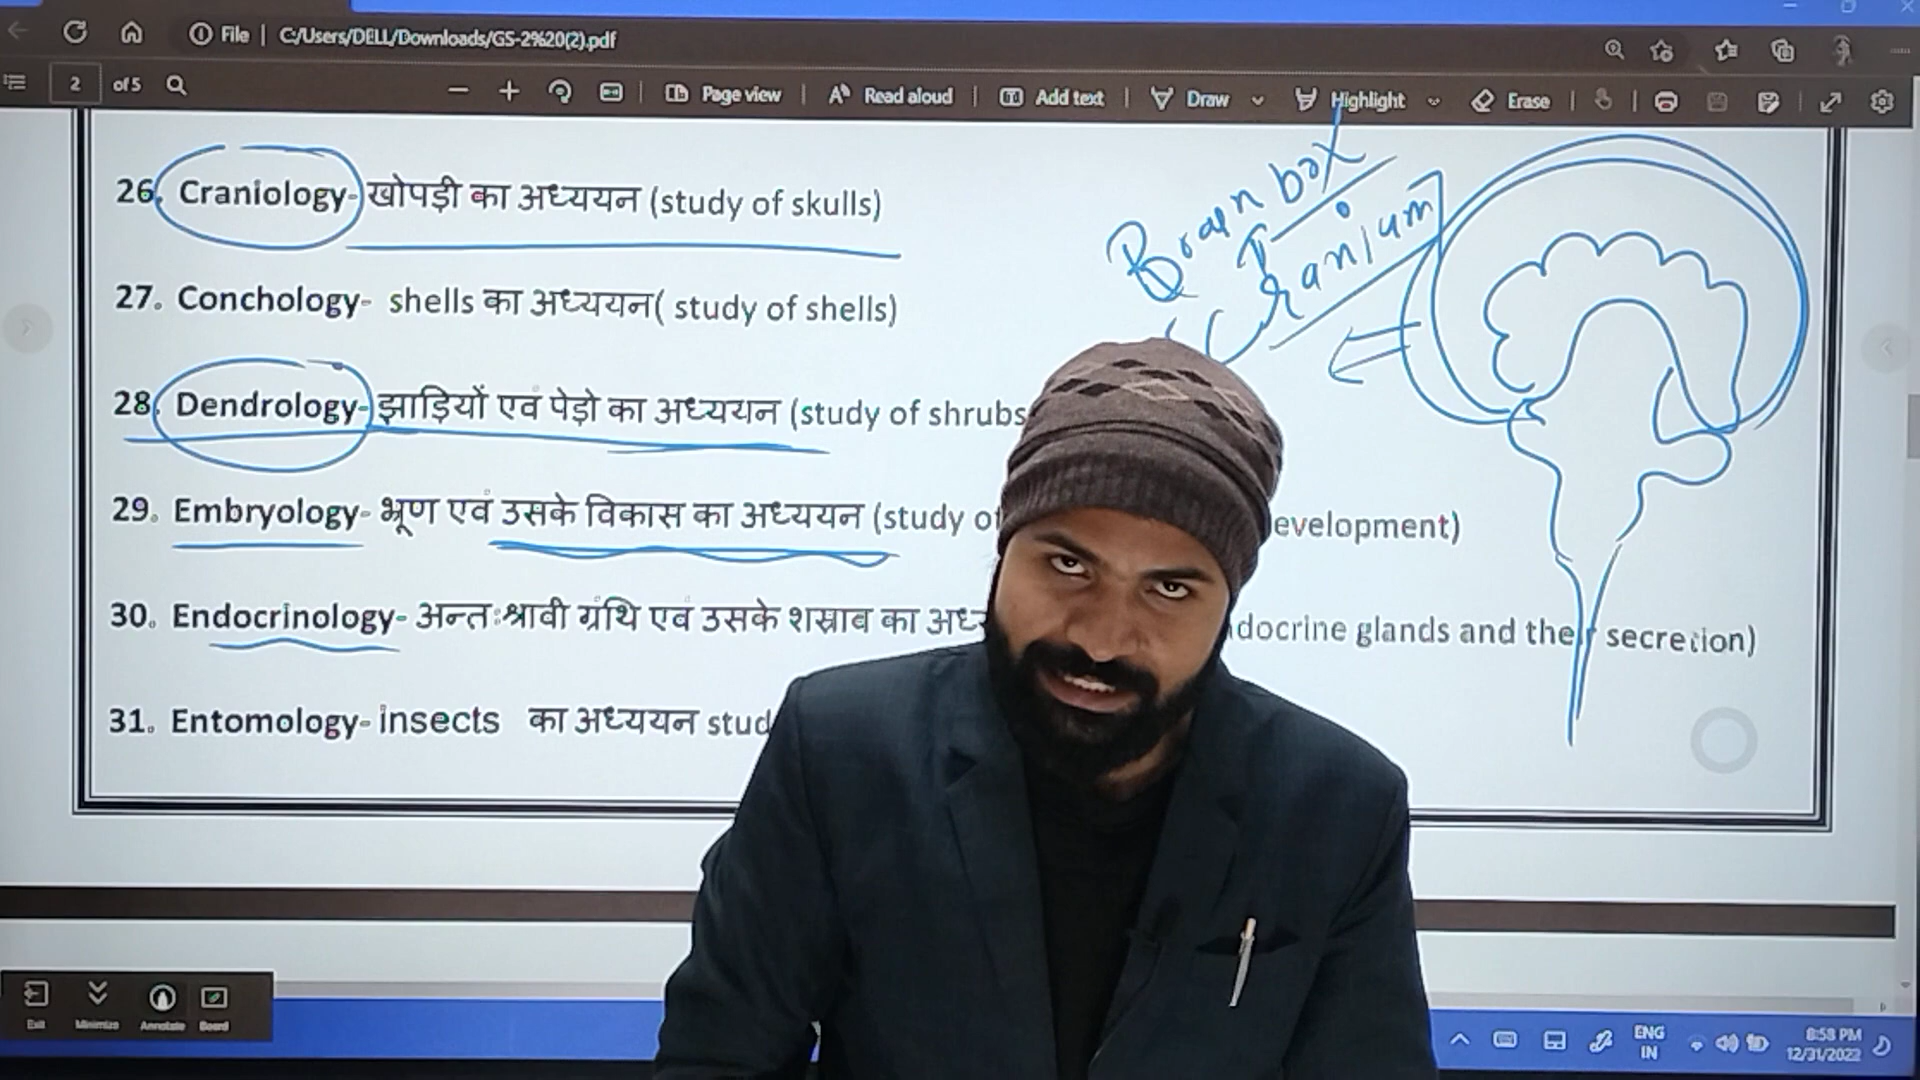 File | C:/Users/DELL/Downloads/GS-2%20(2).pdf
2 of 5 Page view Read aloud Add text Draw Highlight Erase
Brain box
Cranium
26. Craniology- खोपड़ी का अध्ययन (study of skulls)
27. Conchology- shells का अध्ययन( study of shells)
28. Dendrology- झाड़ियों एवं पेड़ो का अध्ययन (study of shrubs
29. Embryology- भ्रूण एवं उसके विकास का अध्ययन (study of evelopment)
30. Endocrinology- अन्तःश्रावी ग्रंथि एवं उसके शस्राव का docrine glands and their secretion)
31. Entomology- insects का अध्ययन stud
Exit Minimize Annotate Board
ENG
IN
8:58 PM
12/31/2022